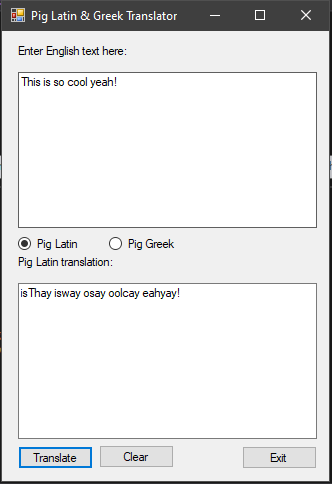 Pig Latin & Greek Translator
Enter English text here:
This is so cool yeah!
Pig Latin Pig Greek
Pig Latin translation:
isThay isway osay oolcay eahyay!
Translate Clear Exit